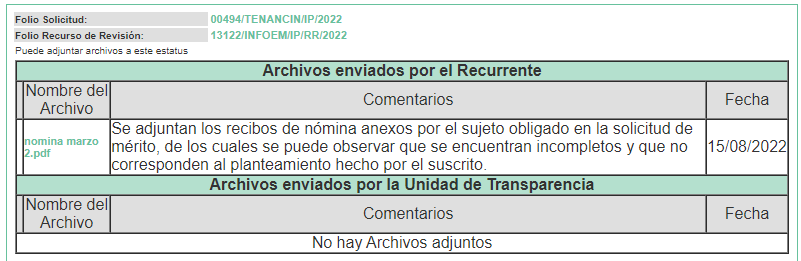 Folio Solicitud: 00494/TENANCIN/IP/2022
Folio Recurso de Revisión: 13122/INFOEM/IP/RR/2022
Puede adjuntar archivos a este estatus
Archivos enviados por el Recurrente
Nombre del Archivo Comentarios Fecha
nomina marzo 2.pdf Se adjuntan los recibos de nómina anexos por el sujeto obligado en la solicitud de
mérito, de los cuales se puede observar que se encuentran incompletos y que no
corresponden al planteamiento hecho por el suscrito. 15/08/2022
Archivos enviados por la Unidad de Transparencia
Nombre del Archivo Comentarios Fecha
No hay Archivos adjuntos